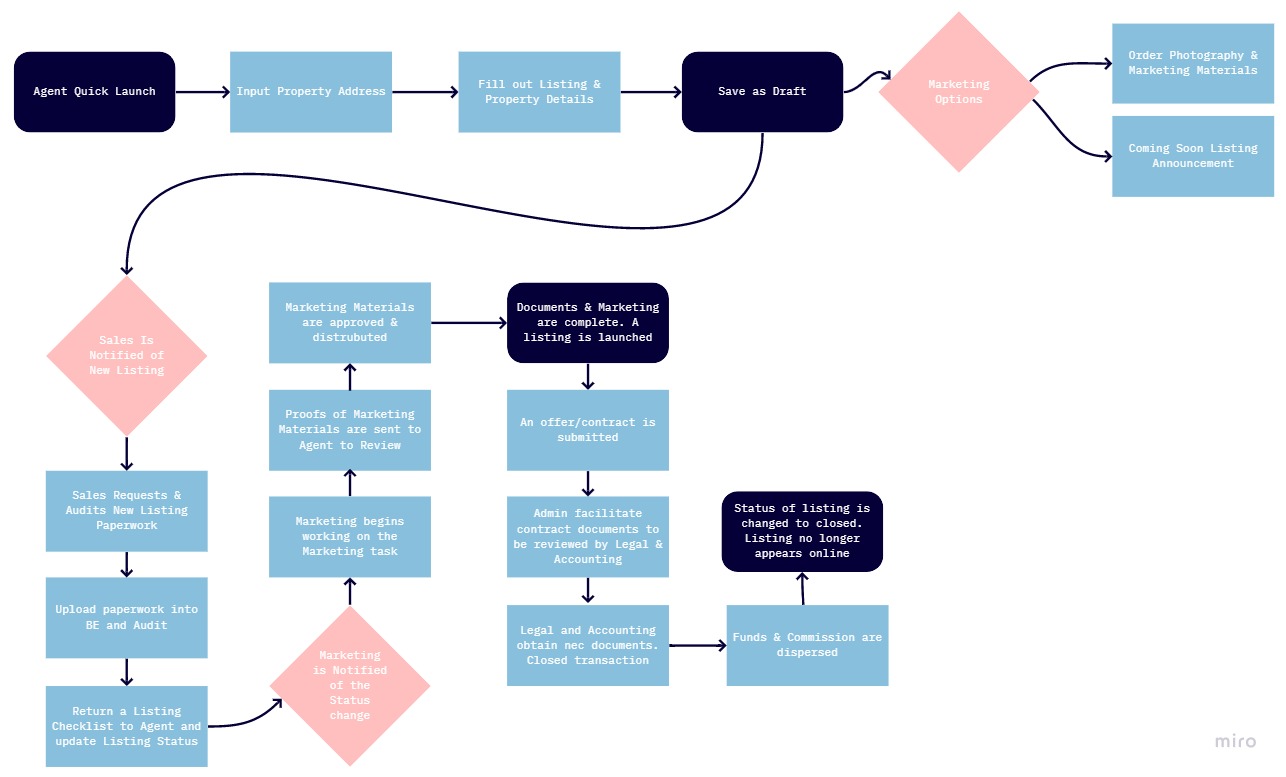 Agent Quick Launch
Input Property Address
Fill out Listing &
Property Details
Save as Draft
Marketing
Options
Order Photography &
Marketing Materials
Coming Soon Listing
Announcement
Sales Is
Notified of
New Listing
Sales Requests &
Audits New Listing
Paperwork
Upload paperwork into
BE and Audit
Return a Listing
Checklist to Agent and
update Listing Status
Marketing
is Notified
of the
Status
change
Marketing begins
working on the
Marketing task
Proofs of Marketing
Materials are sent to
Agent to Review
Marketing Materials
are approved &
distrubuted
Documents & Marketing
are complete. A
listing is launched
An offer/contract is
submitted
Admin facilitate
contract documents to
be reviewed by Legal &
Accounting
Legal and Accounting
obtain nec documents.
Closed transaction
Funds & Commission are
dispersed
Status of listing is
changed to closed.
Listing no longer
appears online
miro